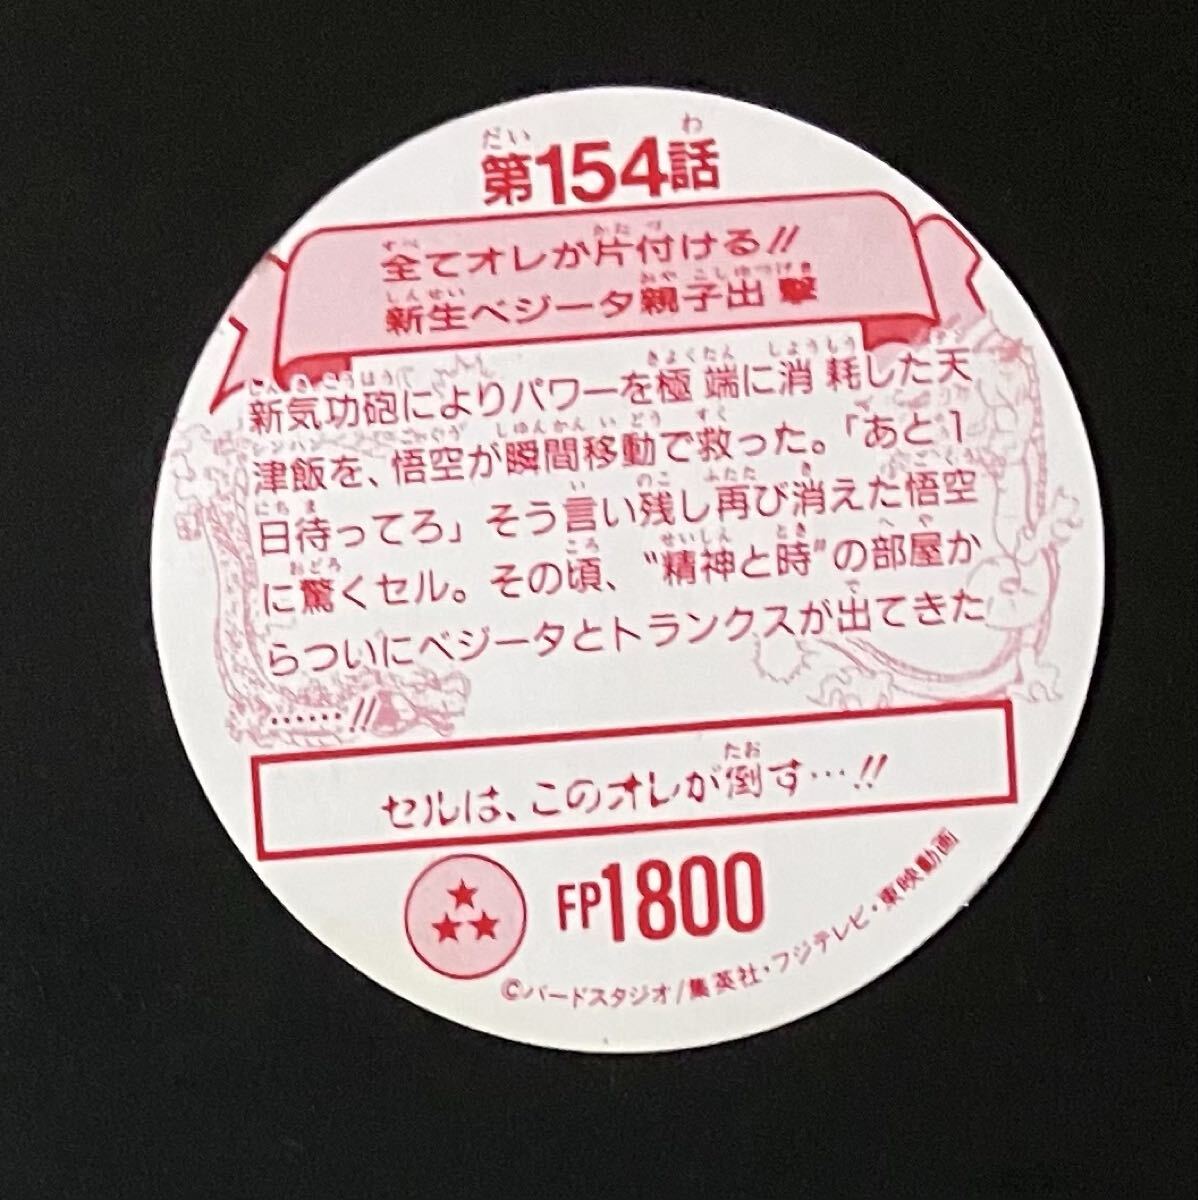 第154話
全てオレが片付ける!!
新生ベジータ親子出撃
新気功砲によりパワーを極端に消耗した天
津飯を、悟空が瞬間移動で救った。「あと1
日待ってろ」そう言い残し再び消えた悟空
に驚くセル。その頃、"精神と時"の部屋か
らついにベジータとトランクスが出てきた
……!!
セルは、このオレが倒す…!!
FP1800
©バードスタジオ/集英社・フジテレビ・東映動画